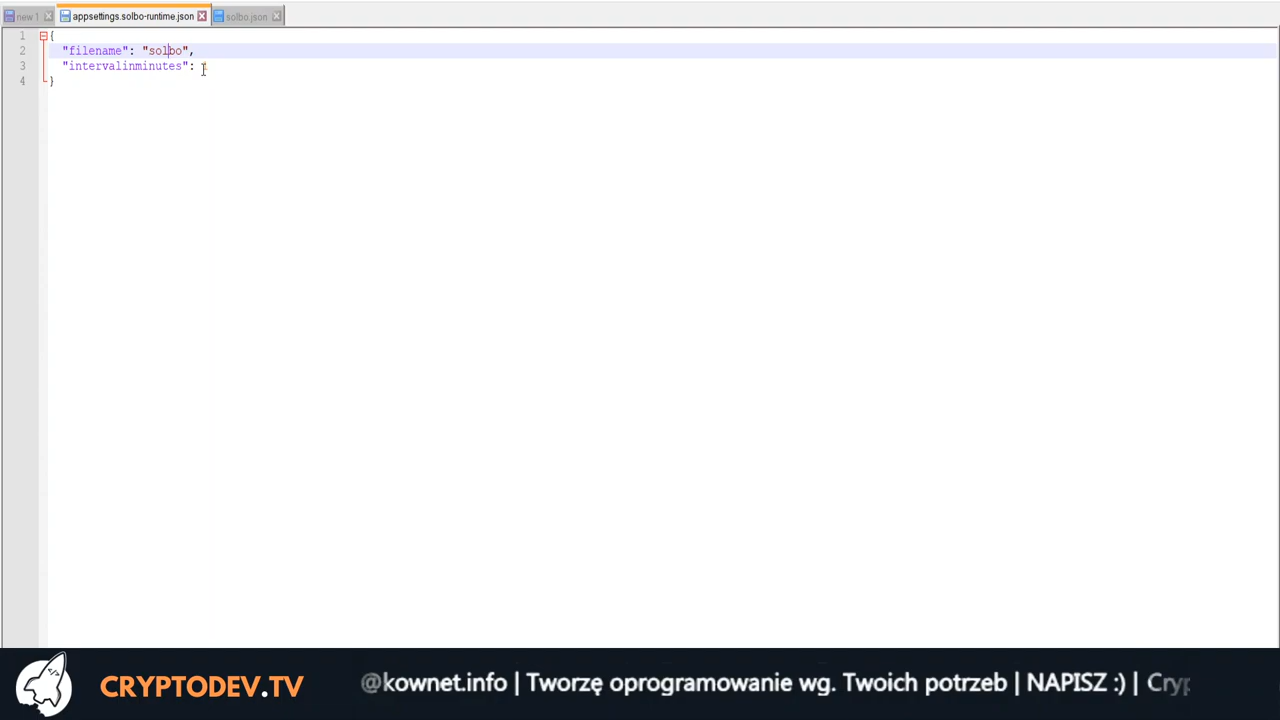 new 1
appsettings.solbo-runtime.json
solbo.json
1 {
2 "filename": "solbo",
3 "intervalinminutes":
4 }
CRYPTODEV.TV
@kownet.info | Tworzę oprogramowanie wg. Twoich potrzeb | NAPISZ :) | Cryp